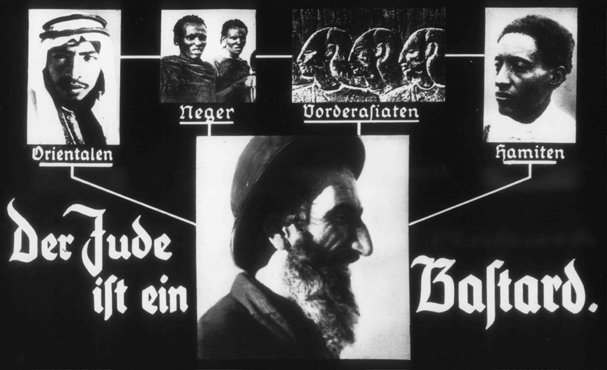 Neger
Vorderasiaten
Orientalen
Hamiten
Der Jude
ist ein
Bastard.